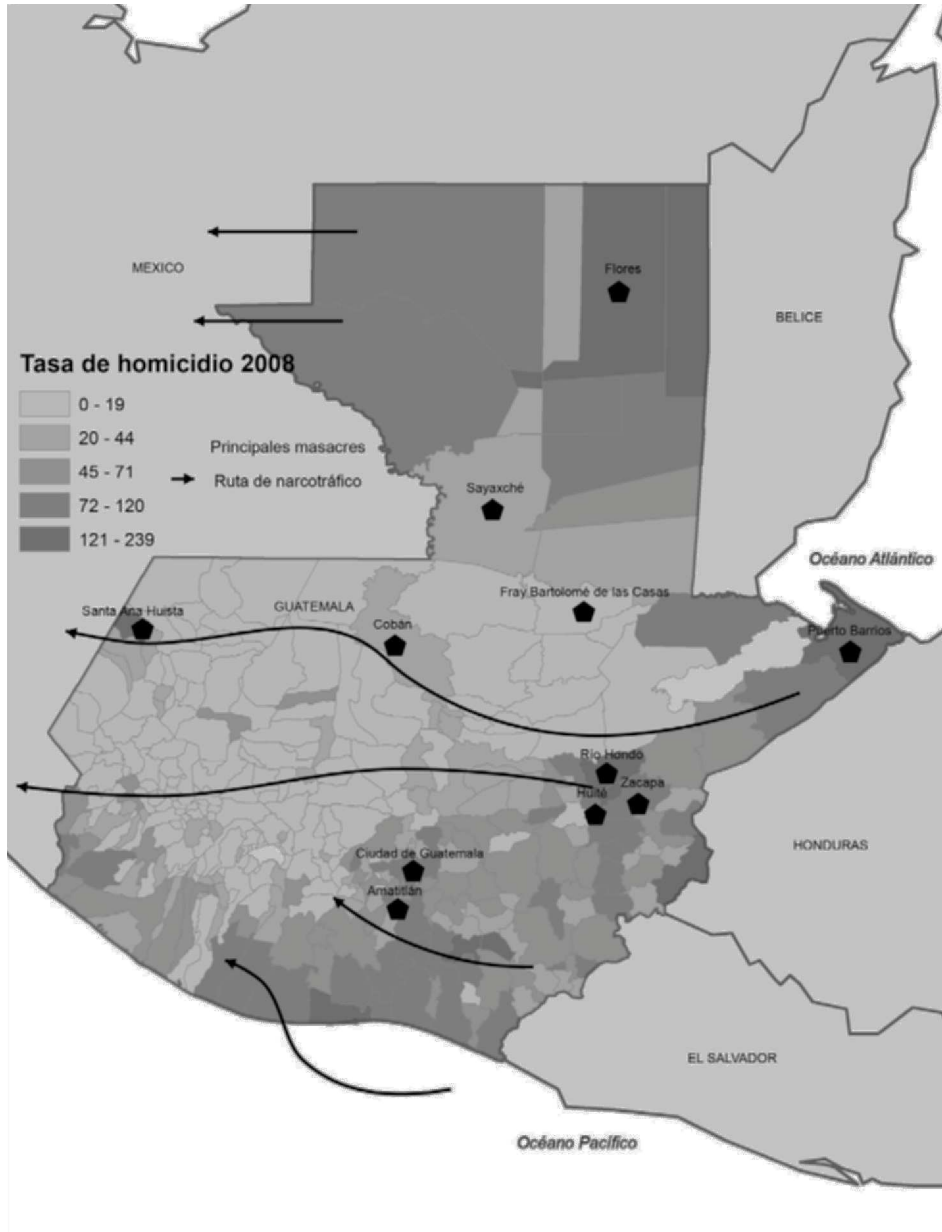 Flores
MEXICO
BELICE
Tasa de homicidio 2008
0 - 19
20 - 44
45 - 71
72 - 120
121 - 239
Principales masacres
Ruta de narcotráfico
Sayaxché
Océano Atlántico
Fray Bartolomé de las Casas
Santa Ana Huista
GUATEMALA
Cobán
Puerto Barrios
Río Hondo
Zacapa
Huité
HONDURAS
Ciudad de Guatemala
Amatitlán
EL SALVADOR
Océano Pacífico